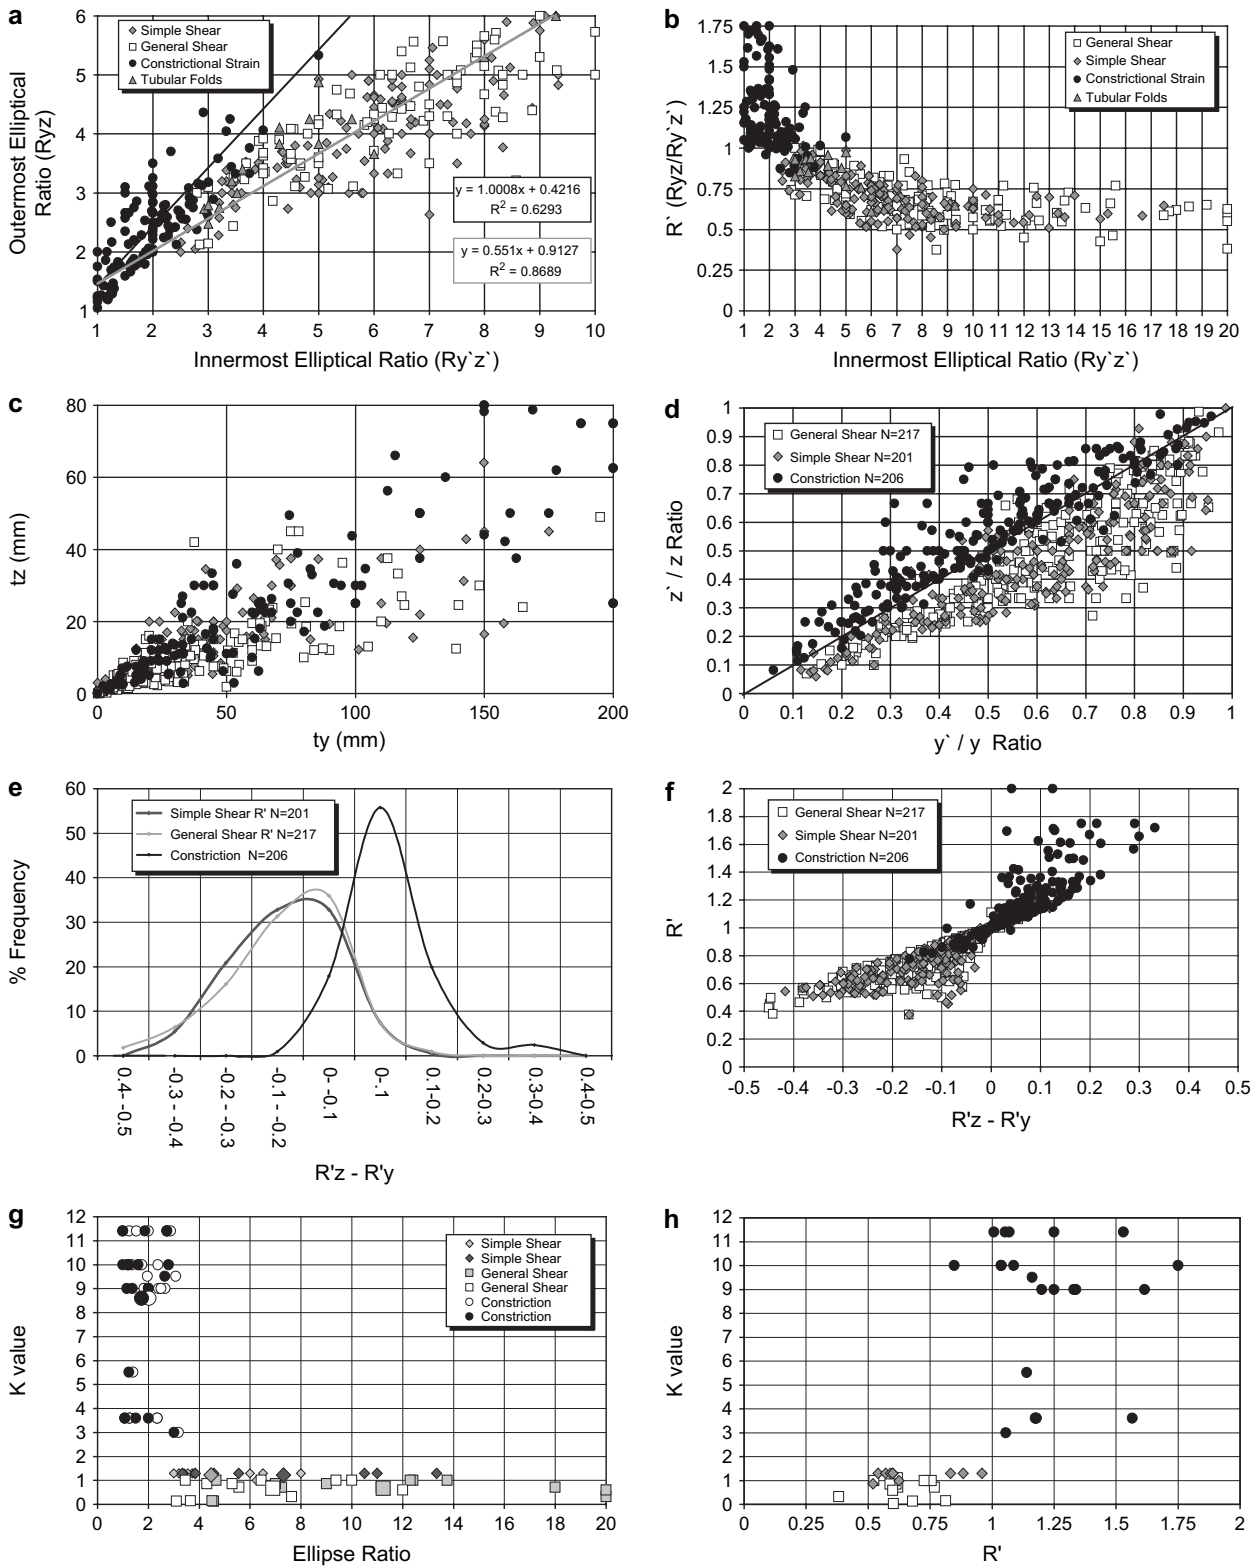 a
Outermost Elliptical
Ratio (Ryz)
6
5
4
3
2
1
Simple Shear
General Shear
Constrictional Strain
Tubular Folds
y = 1.0008x + 0.4216
R2 = 0.6293
y = 0.551x + 0.9127
R2 = 0.8689
1 2 3 4 5 6 7 8 9 10
Innermost Elliptical Ratio (Ry`z`)
b
R` (Ryz/Ry`z`)
1.75
1.5
1.25
1
0.75
0.5
0.25
0
General Shear
Simple Shear
Constrictional Strain
Tubular Folds
1 2 3 4 5 6 7 8 9 10 11 12 13 14 15 16 17 18 19 20
Innermost Elliptical Ratio (Ry`z`)
c
tz (mm)
80
60
40
20
0
0 50 100 150 200
ty (mm)
d
z` / z Ratio
1
0.9
0.8
0.7
0.6
0.5
0.4
0.3
0.2
0.1
0
General Shear N=217
Simple Shear N=201
Constriction N=206
0 0.1 0.2 0.3 0.4 0.5 0.6 0.7 0.8 0.9 1
y` / y Ratio
e
% Frequency
60
50
40
30
20
10
0
Simple Shear R' N=201
General Shear R' N=217
Constriction N=206
0.4- -0.5
-0.3 - -0.4
-0.2 - -0.3
-0.1 - -0.2
0- -0.1
0-.1
0.1-0.2
0.2-0.3
0.3-0.4
0.4-0.5
R'z - R'y
f
R'
2
1.8
1.6
1.4
1.2
1
0.8
0.6
0.4
0.2
0
General Shear N=217
Simple Shear N=201
Constriction N=206
-0.5 -0.4 -0.3 -0.2 -0.1 0 0.1 0.2 0.3 0.4 0.5
R'z - R'y
g
K value
12
11
10
9
8
7
6
5
4
3
2
1
0
Simple Shear
Simple Shear
General Shear
General Shear
Constriction
Constriction
0 2 4 6 8 10 12 14 16 18 20
Ellipse Ratio
h
K value
12
11
10
9
8
7
6
5
4
3
2
1
0
0 0.25 0.5 0.75 1 1.25 1.5 1.75 2
R'